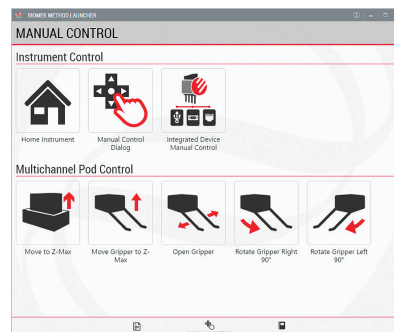 BIOMEK METHOD LAUNCHER
MANUAL CONTROL
Instrument Control
Home Instrument
Manual Control
Dialog
Integrated Device
Manual Control
Multichannel Pod Control
Move to Z-Max
Move Gripper to Z-
Max
Open Gripper
Rotate Gripper Right
90°
Rotate Gripper Left
90°